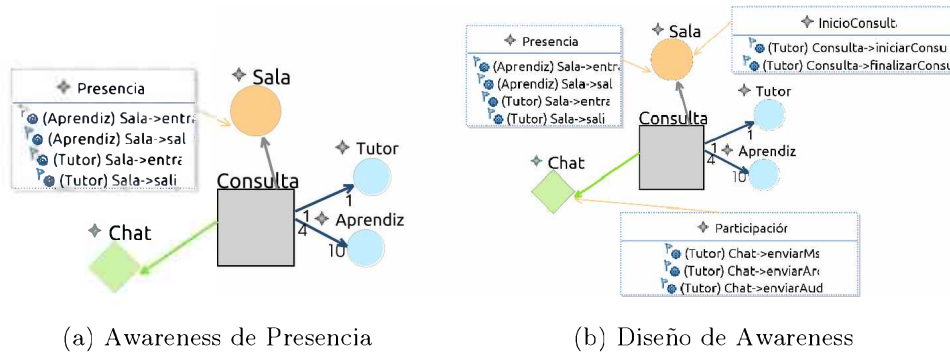 Presencia
(Aprendiz) Sala->entra
(Aprendiz) Sala->sal
(Tutor) Sala->entra
(Tutor) Sala->sali
Sala
Consulta
Tutor
1
1
Aprendiz
4
10
Chat
Presencia
(Aprendiz) Sala->entra
(Aprendiz) Sala->sal
(Tutor) Sala->entra
(Tutor) Sala->sali
Sala
InicioConsulta
(Tutor) Consulta->iniciarConsu
(Tutor) Consulta->finalizarConsu
Consulta
Tutor
1
1
Aprendiz
4
10
Chat
Participación
(Tutor) Chat->enviarMs
(Tutor) Chat->enviarArc
(Tutor) Chat->enviarAud
(a) Awareness de Presencia
(b) Diseño de Awareness